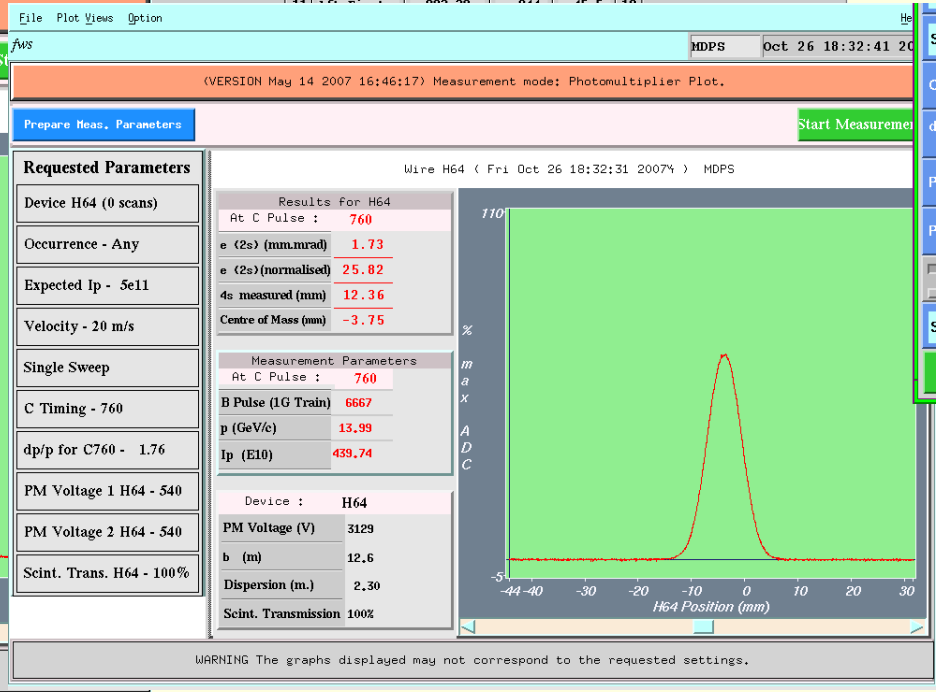 File Plot Views Option
fws
MDPS Oct 26 18:32:41 20
(VERSION May 14 2007 16:46:17) Measurement mode: Photomultiplier Plot.
Prepare Meas. Parameters
Start Measuremen
Requested Parameters
Device H64 (0 scans)
Occurrence - Any
Expected Ip - 5e11
Velocity - 20 m/s
Single Sweep
C Timing - 760
dp/p for C760 - 1.76
PM Voltage 1 H64 - 540
PM Voltage 2 H64 - 540
Scint. Trans. H64 - 100%
Wire H64 ( Fri Oct 26 18:32:31 2007% ) MDPS
Results for H64
At C Pulse : 760
e (2s) (mm.mrad) 1.73
e (2s)(normalised) 25.82
4s measured (mm) 12.36
Centre of Mass (mm) -3.75
Measurement Parameters
At C Pulse : 760
B Pulse (1G Train) 6667
p (GeV/c) 13.99
Ip (E10) 439.74
Device : H64
PM Voltage (V) 3129
b (m) 12.6
Dispersion (m.) 2.30
Scint. Transmission 100%
110
% max ADC
-5
-44 -40 -30 -20 -10 0 10 20 30
H64 Position (mm)
WARNING The graphs displayed may not correspond to the requested settings.